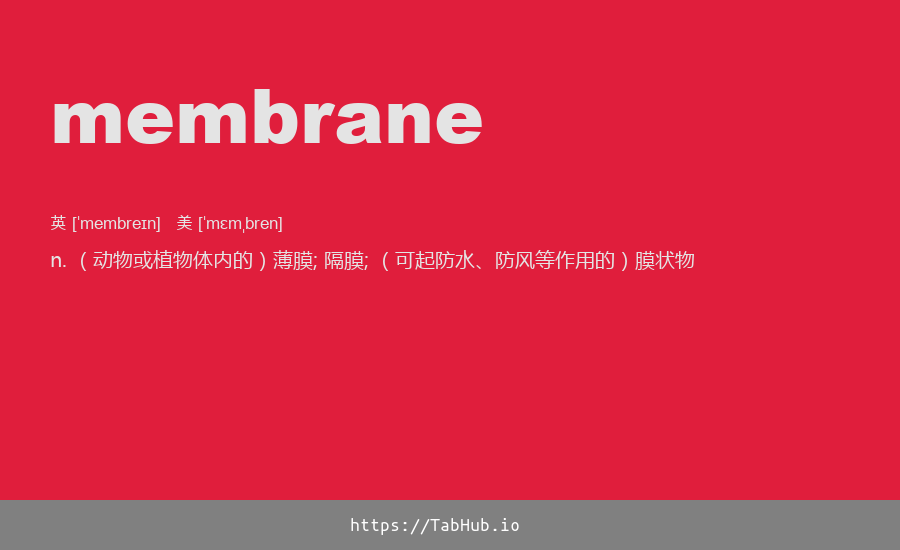 membrane
英 [ˈmembreɪn] 美 [ˈmɛmˌbren]
n. （动物或植物体内的）薄膜; 隔膜; （可起防水、防风等作用的）膜状物
https://TabHub.io